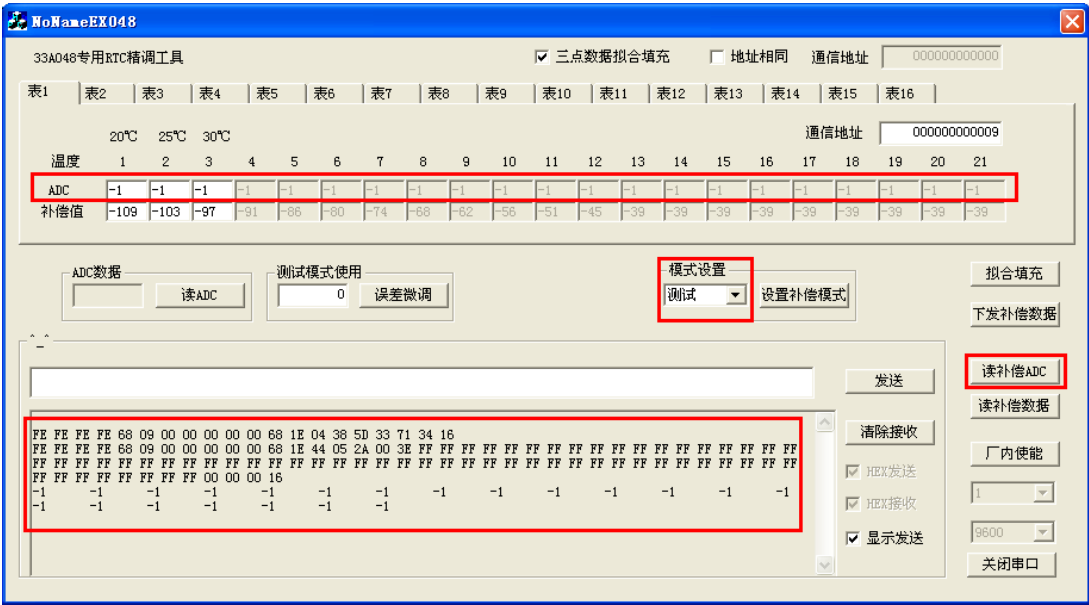 NoNameEX048
33A048专用RTC精调工具 三点数据拟合填充 地址相同 通信地址 000000000000
表1 表2 表3 表4 表5 表6 表7 表8 表9 表10 表11 表12 表13 表14 表15 表16
20℃ 25℃ 30℃ 通信地址 000000000009
温度 1 2 3 4 5 6 7 8 9 10 11 12 13 14 15 16 17 18 19 20 21
ADC -1 -1 -1 -1 -1 -1 -1 -1 -1 -1 -1 -1 -1 -1 -1 -1 -1 -1 -1 -1 -1
补偿值 -109 -103 -97 -91 -86 -80 -74 -68 -62 -56 -51 -45 -39 -39 -39 -39 -39 -39 -39 -39 -39
ADC数据 测试模式使用 模式设置
读ADC 0 误差微调 测试 设置补偿模式 拟合填充
下发补偿数据
^_^
发送 读补偿ADC
读补偿数据
清除接收
厂内使能
HEX发送 1
HEX接收
显示发送 9600
关闭串口
FE FE FE FE 68 09 00 00 00 00 00 68 1E 04 38 5D 33 71 34 16
FE FE FE FE 68 09 00 00 00 00 00 68 1E 44 05 2A 00 3E FF FF FF FF FF FF FF FF FF FF FF FF FF FF FF FF FF FF
FF FF FF FF FF FF FF FF FF FF FF FF FF FF FF FF FF FF FF FF FF FF FF FF FF FF FF FF FF FF FF FF FF FF FF FF
FF FF FF FF FF FF FF FF 00 00 00 16
-1 -1 -1 -1 -1 -1 -1 -1 -1 -1 -1 -1 -1 -1
-1 -1 -1 -1 -1 -1 -1